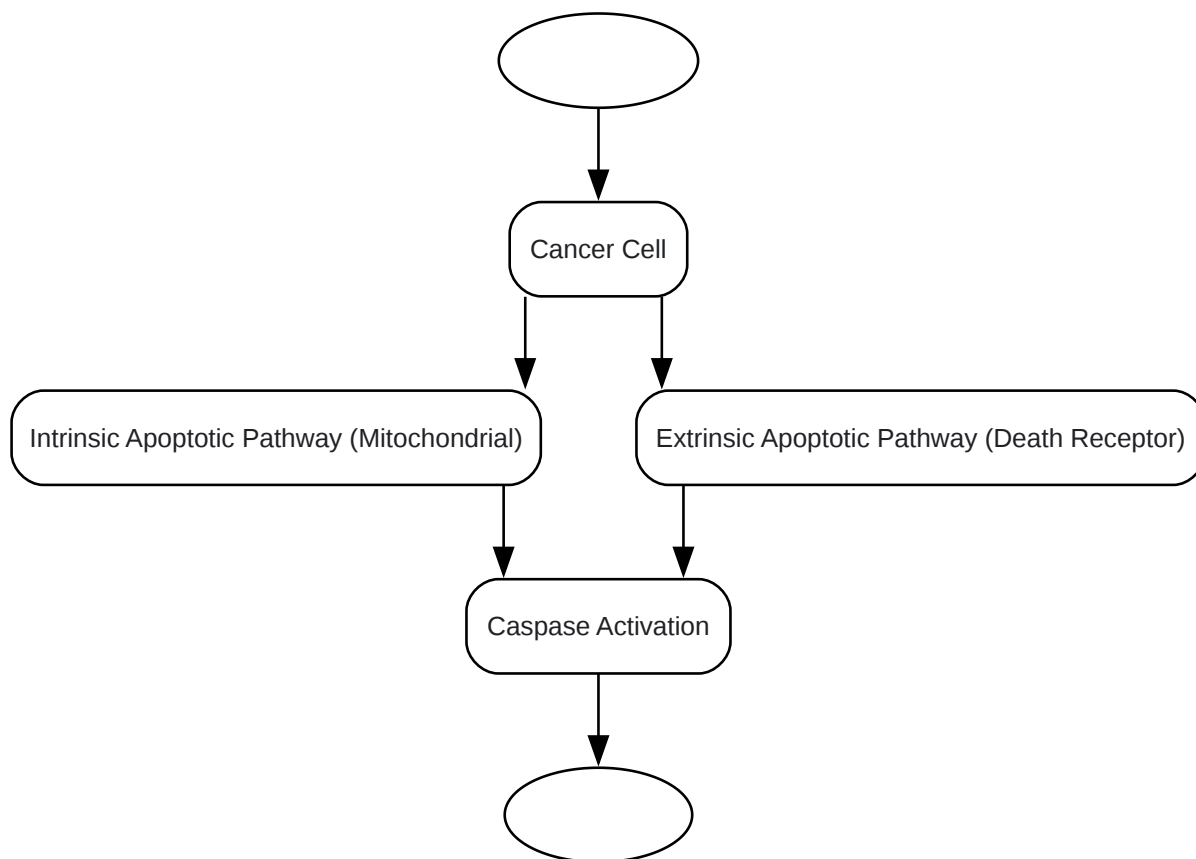 Cancer Cell
Intrinsic Apoptotic Pathway (Mitochondrial)
Extrinsic Apoptotic Pathway (Death Receptor)
Caspase Activation